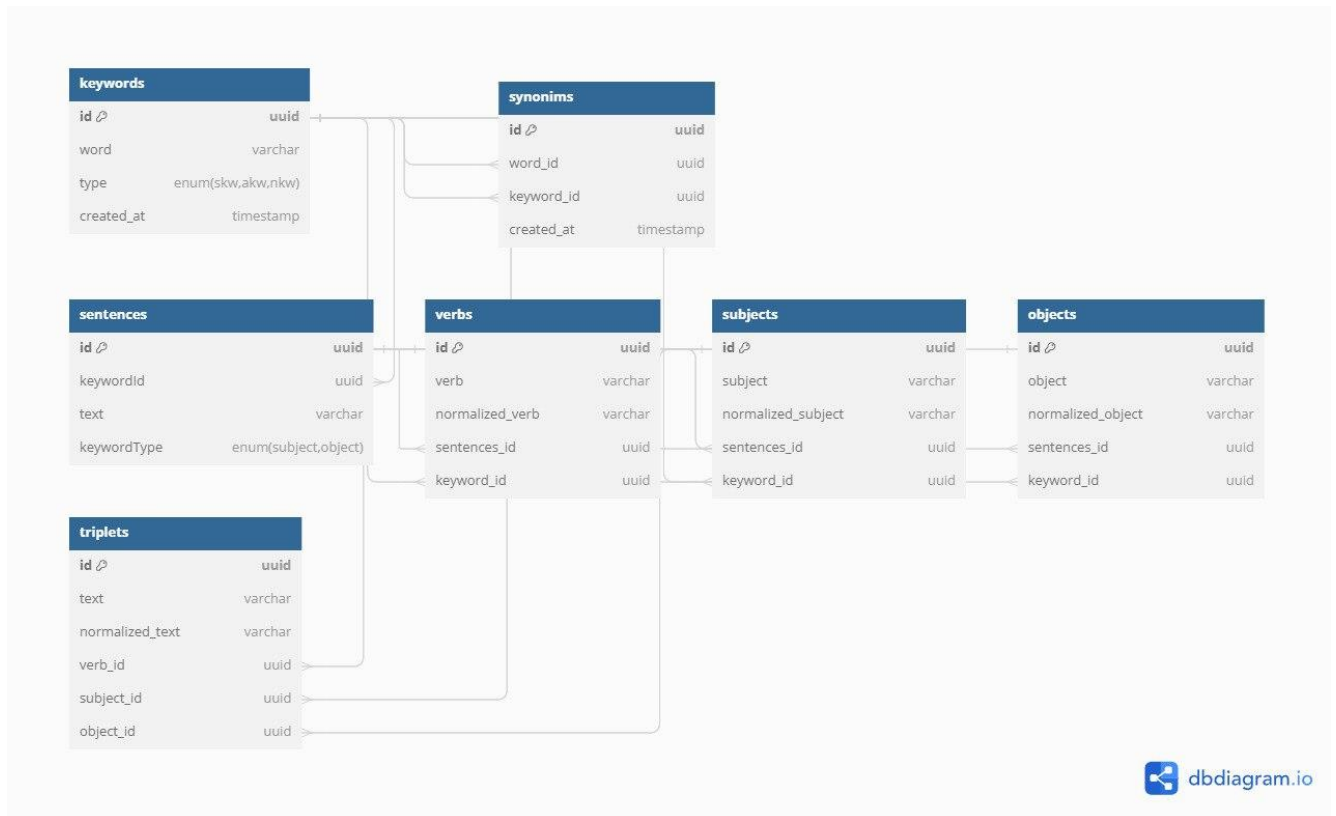 keywords
id uuid
word varchar
type enum(skw,akw,nkw)
created_at timestamp
synonims
id uuid
word_id uuid
keyword_id uuid
created_at timestamp
sentences
id uuid
keywordId uuid
text varchar
keywordType enum(subject,object)
verbs
id uuid
verb varchar
normalized_verb varchar
sentences_id uuid
keyword_id uuid
subjects
id uuid
subject varchar
normalized_subject varchar
sentences_id uuid
keyword_id uuid
objects
id uuid
object varchar
normalized_object varchar
sentences_id uuid
keyword_id uuid
triplets
id uuid
text varchar
normalized_text varchar
verb_id uuid
subject_id uuid
object_id uuid
dbdiagram.io